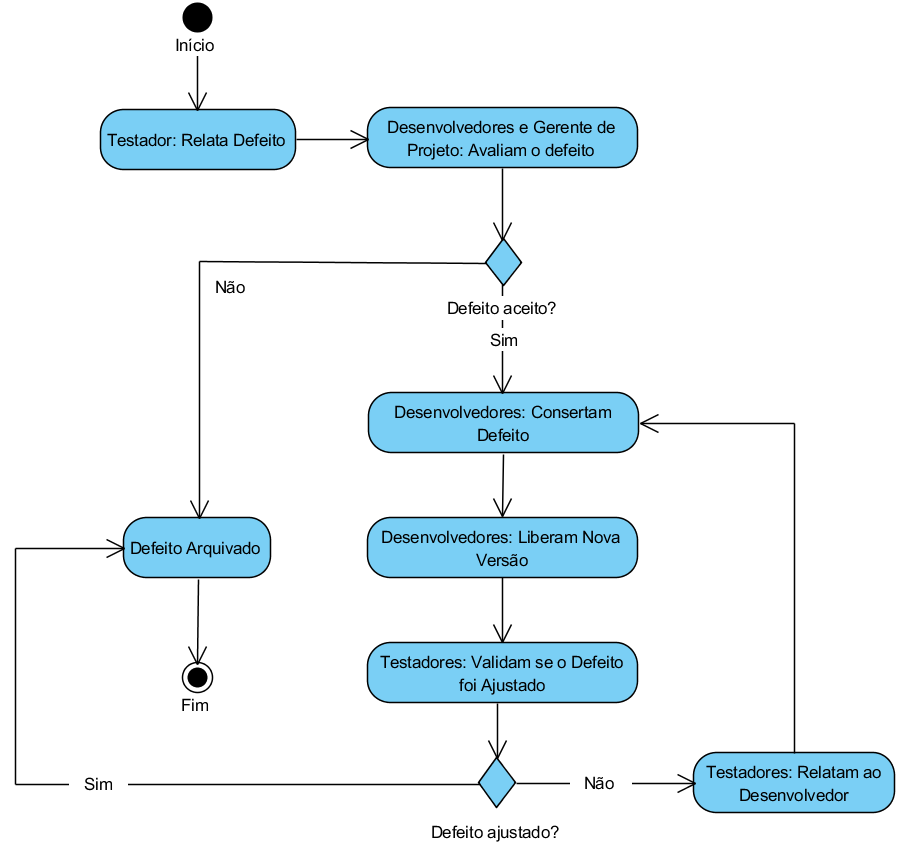 Início
Testador: Relata Defeito
Desenvolvedores e Gerente de
Projeto: Avaliam o defeito
Não
Defeito aceito?
Sim
Desenvolvedores: Consertam
Defeito
Desenvolvedores: Liberam Nova
Versão
Defeito Arquivado
Testadores: Validam se o Defeito
foi Ajustado
Fim
Sim
Não
Testadores: Relatam ao
Desenvolvedor
Defeito ajustado?